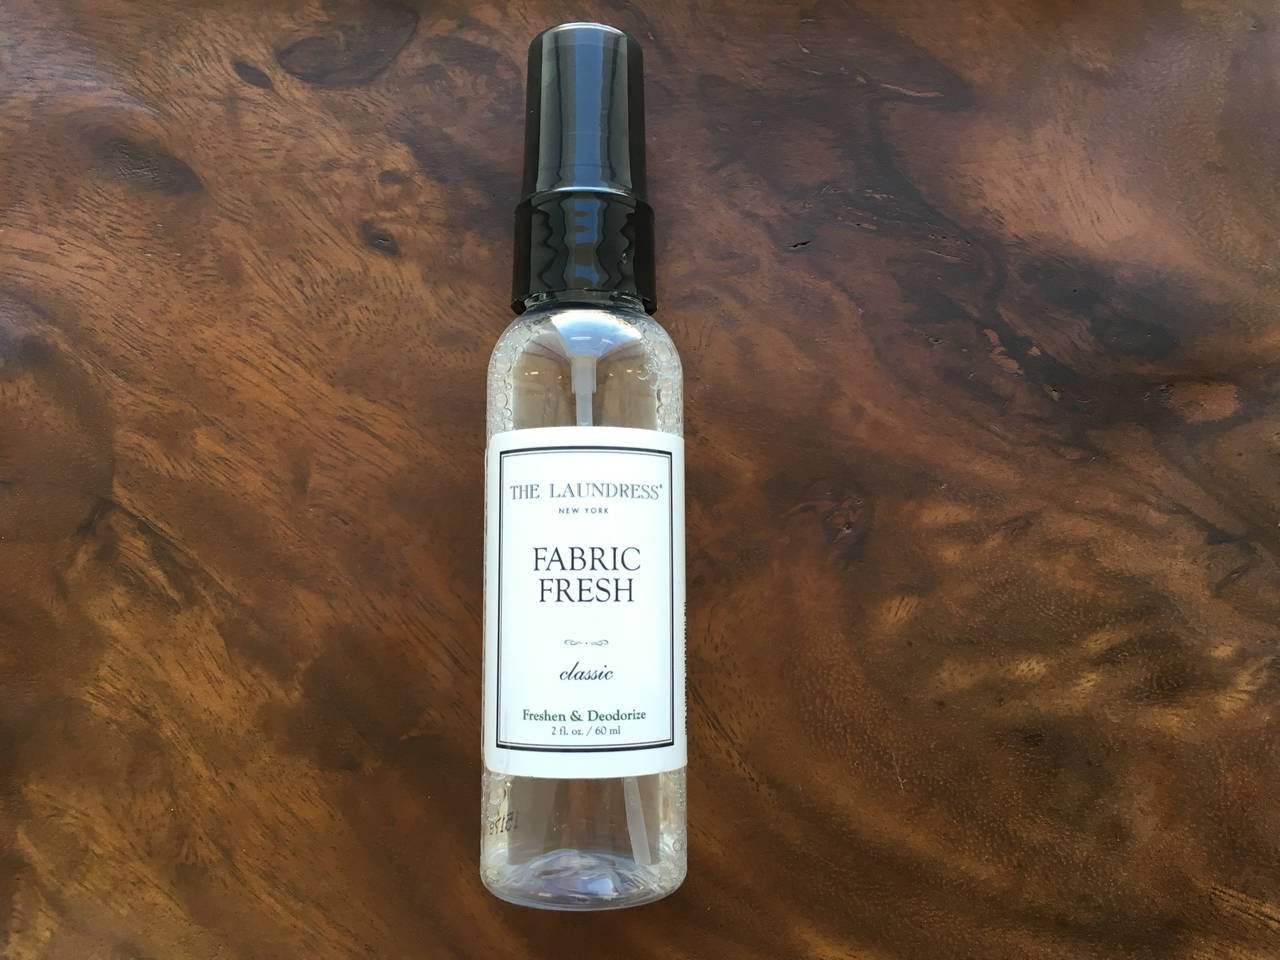 THE LAUNDRESS®
NEW YORK
FABRIC
FRESH
classic
Freshen & Deodorize
2 fl. oz. / 60 ml